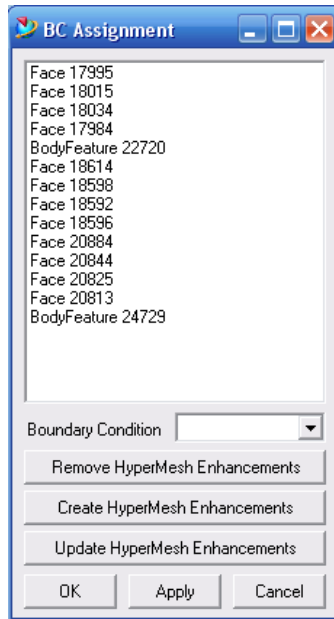 BC Assignment
Face 17995
Face 18015
Face 18034
Face 17984
BodyFeature 22720
Face 18614
Face 18598
Face 18592
Face 18596
Face 20884
Face 20844
Face 20825
Face 20813
BodyFeature 24729
Boundary Condition
Remove HyperMesh Enhancements
Create HyperMesh Enhancements
Update HyperMesh Enhancements
OK Apply Cancel